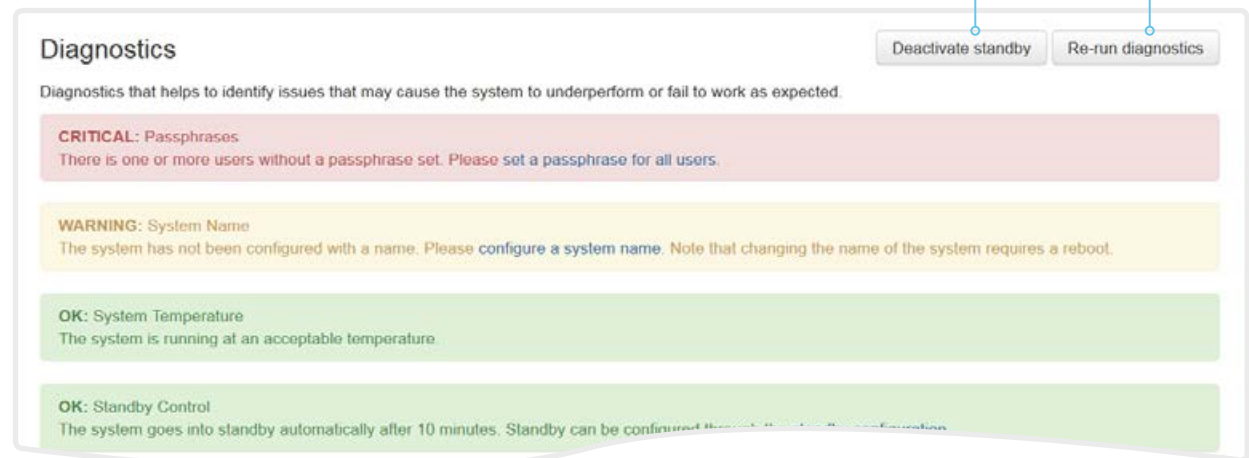 Diagnostics
Deactivate standby
Re-run diagnostics
Diagnostics that helps to identify issues that may cause the system to underperform or fail to work as expected.
CRITICAL: Passphrases
There is one or more users without a passphrase set. Please set a passphrase for all users.
WARNING: System Name
The system has not been configured with a name. Please configure a system name. Note that changing the name of the system requires a reboot.
OK: System Temperature
The system is running at an acceptable temperature.
OK: Standby Control
The system goes into standby automatically after 10 minutes. Standby can be configured